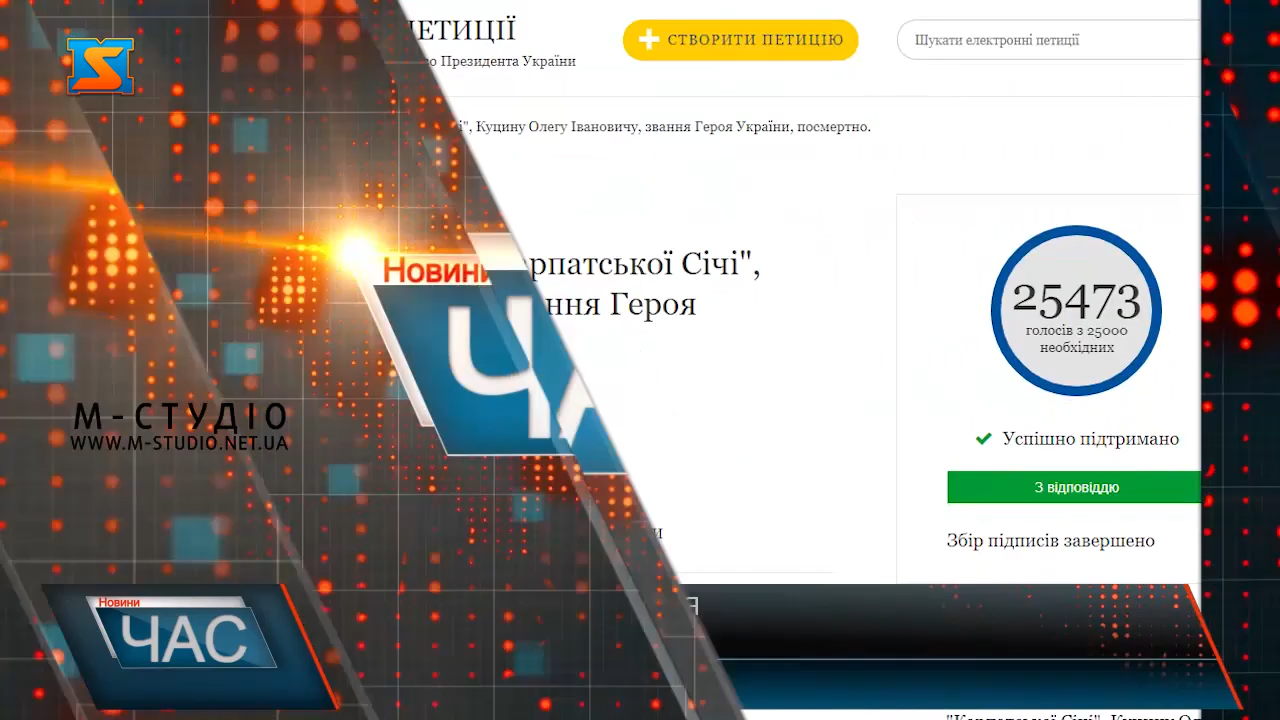 ПЕТИЦІЇ
СТВОРИТИ ПЕТИЦІЮ
Шукати електронні петиції
о Президента України
і", Куцину Олегу Івановичу, звання Героя України, посмертно.
рпатської Січі",
ння Героя
Новини
ЧА
25473
голосів з 25000
необхідних
Успішно підтримано
З відповіддю
Збір підписів завершено
М-СТУДІО
WWW.M-STUDIO.NET.UA
и
Новини
ЧАС
Я
"Карпатської Січі", Куцину Ол